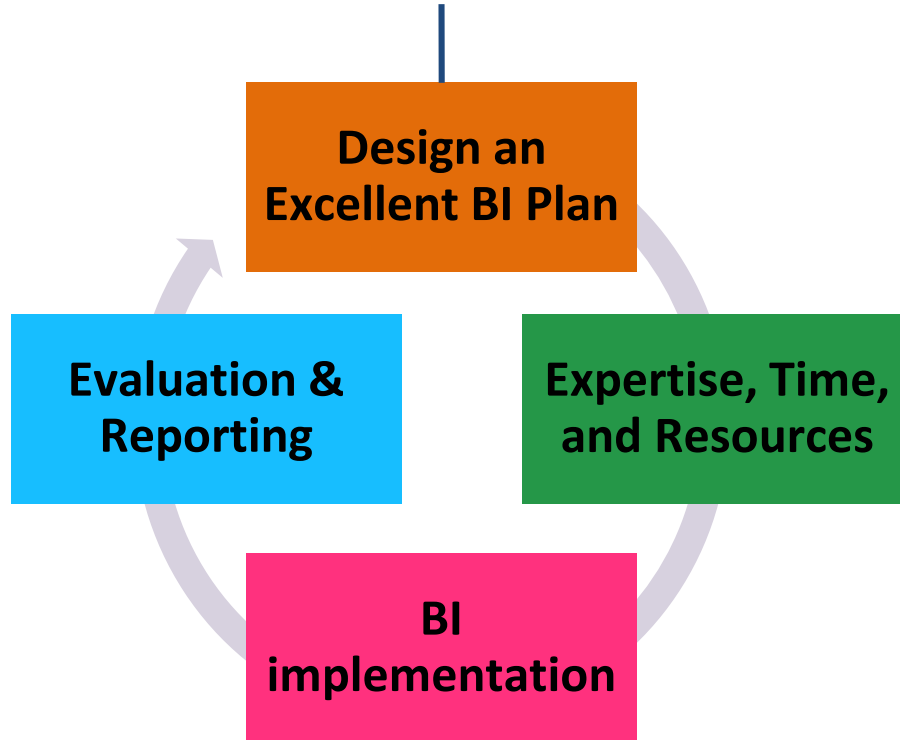 Design an
Excellent BI Plan
Expertise, Time,
and Resources
BI
implementation
Evaluation &
Reporting